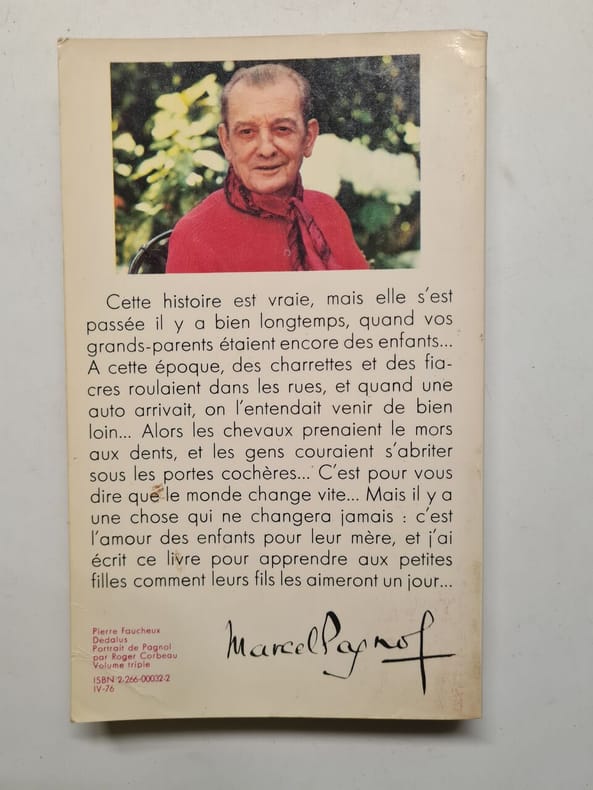 Cette histoire est vraie, mais elle s'est
passée il y a bien longtemps, quand vos
grands-parents étaient encore des enfants...
A cette époque, des charrettes et des fia-
cres roulaient dans les rues, et quand une
auto arrivait, on l'entendait venir de bien
loin... Alors les chevaux prenaient le mors
aux dents, et les gens couraient s'abriter
sous les portes cochères... C'est pour vous
dire que le monde change vite... Mais il y a
une chose qui ne changera jamais : c'est
l'amour des enfants pour leur mère, et j'ai
écrit ce livre pour apprendre aux petites
filles comment leurs fils les aimeront un jour...
Marcel Pagnol
Pierre Faucheux
Dedalus
Portrait de Pagnol
par Roger Corbeau
Volume triple
ISBN 2-266-00032-2
IV-76